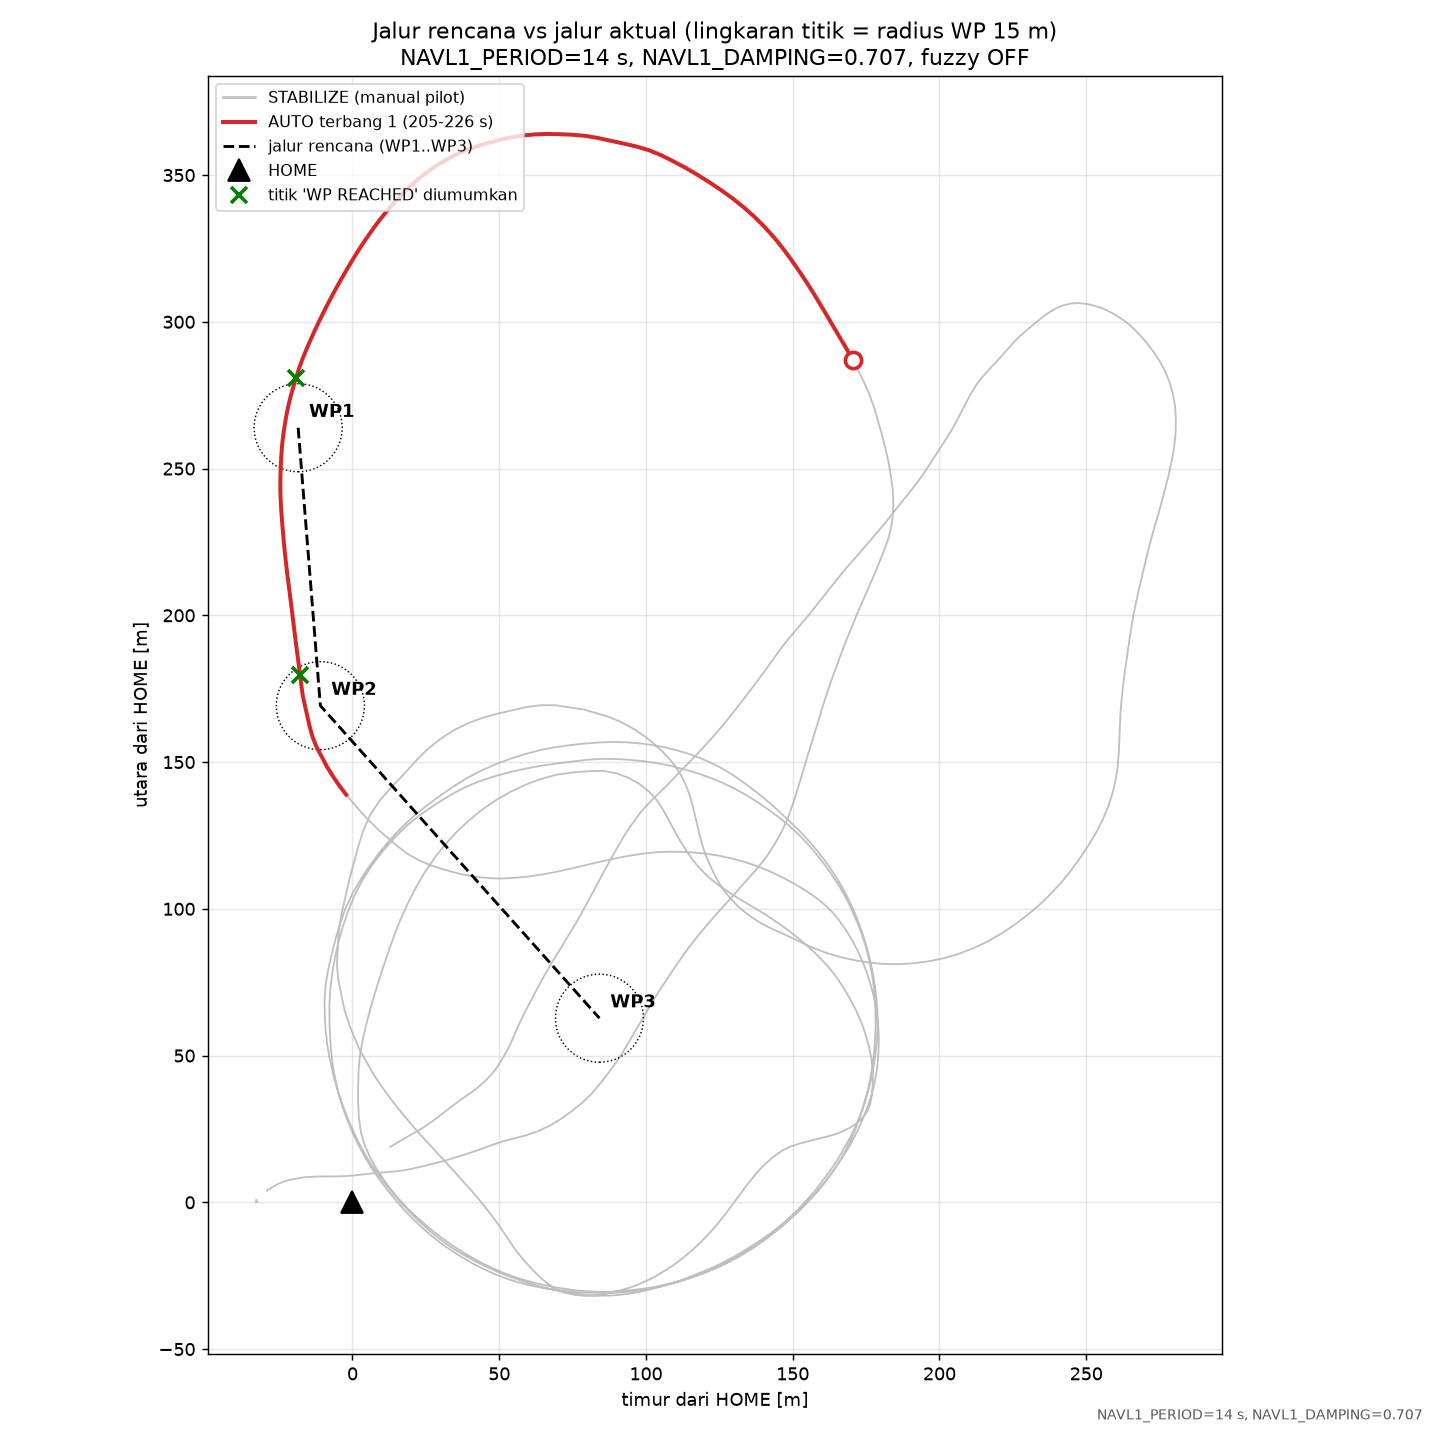 Jalur rencana vs jalur aktual (lingkaran titik = radius WP 15 m)
NAVL1_PERIOD=14 s, NAVL1_DAMPING=0.707, fuzzy OFF
STABILIZE (manual pilot)
AUTO terbang 1 (205-226 s)
jalur rencana (WP1..WP3)
HOME
titik 'WP REACHED' diumumkan
350
300
250
200
150
100
50
0
−50
utara dari HOME [m]
WP1
WP2
WP3
0
50
100
150
200
250
timur dari HOME [m]
NAVL1_PERIOD=14 s, NAVL1_DAMPING=0.707